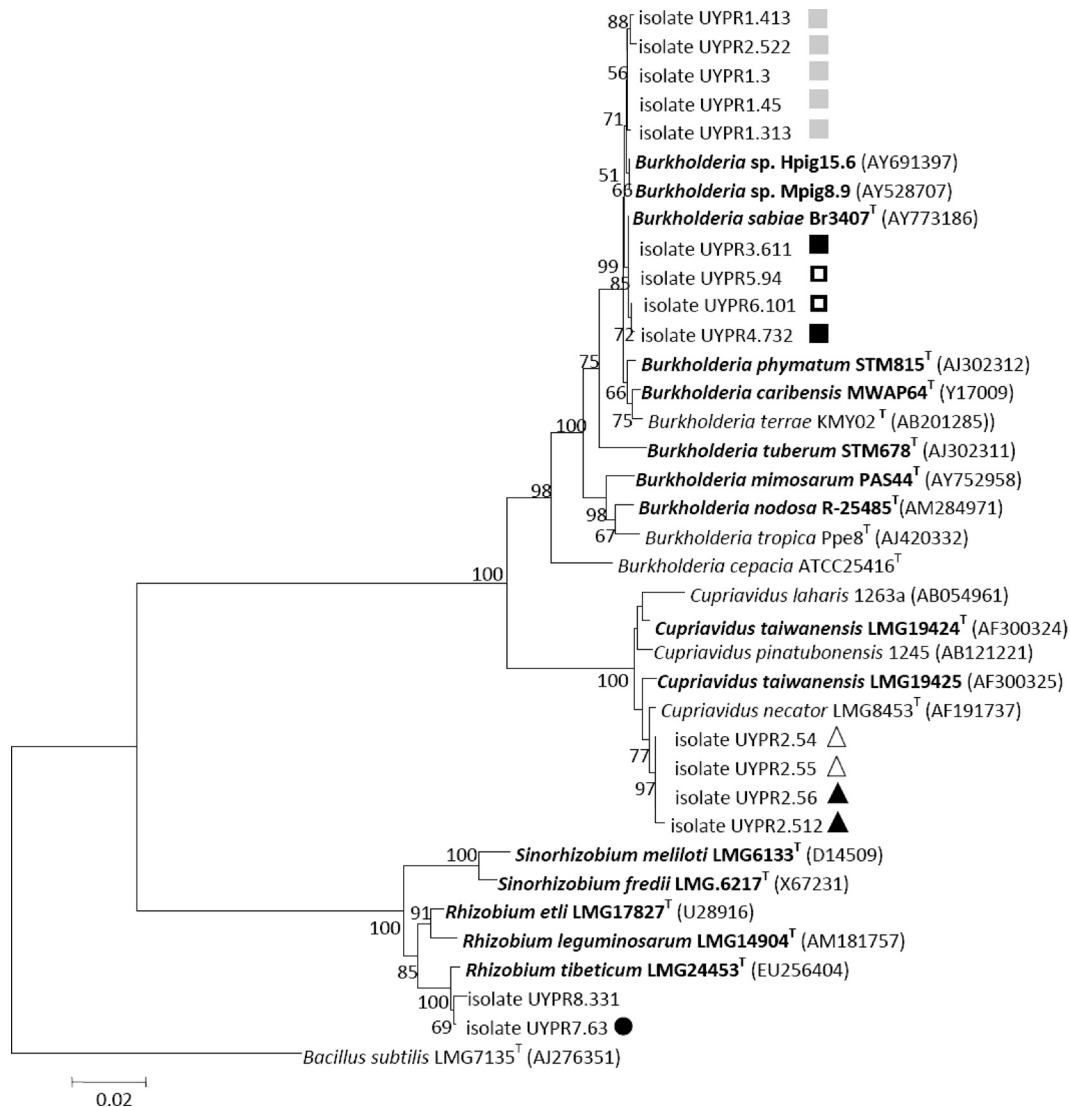 88 isolate UYPR1.413
isolate UYPR2.522
56 isolate UYPR1.3
isolate UYPR1.45
71 isolate UYPR1.313
Burkholderia sp. Hpig15.6 (AY691397)
51
66 Burkholderia sp. Mpig8.9 (AY528707)
Burkholderia sabiae Br3407T (AY773186)
isolate UYPR3.611
99
85 isolate UYPR5.94
isolate UYPR6.101
72 isolate UYPR4.732
75 Burkholderia phymatum STM815T (AJ302312)
66 Burkholderia caribensis MWAP64T (Y17009)
75 Burkholderia terrae KMY02 T (AB201285))
100
Burkholderia tuberum STM678T (AJ302311)
Burkholderia mimosarum PAS44T (AY752958)
98
98 Burkholderia nodosa R-25485T(AM284971)
67 Burkholderia tropica Ppe8T (AJ420332)
Burkholderia cepacia ATCC25416T
100
Cupriavidus laharis 1263a (AB054961)
Cupriavidus taiwanensis LMG19424T (AF300324)
Cupriavidus pinatubonensis 1245 (AB121221)
100 Cupriavidus taiwanensis LMG19425 (AF300325)
Cupriavidus necator LMG8453T (AF191737)
isolate UYPR2.54
77
isolate UYPR2.55
97 isolate UYPR2.56
isolate UYPR2.512
100 Sinorhizobium meliloti LMG6133T (D14509)
Sinorhizobium fredii LMG.6217T (X67231)
91 Rhizobium etli LMG17827T (U28916)
100
Rhizobium leguminosarum LMG14904T (AM181757)
85 Rhizobium tibeticum LMG24453T (EU256404)
100 isolate UYPR8.331
69 isolate UYPR7.63
Bacillus subtilis LMG7135T (AJ276351)
0.02